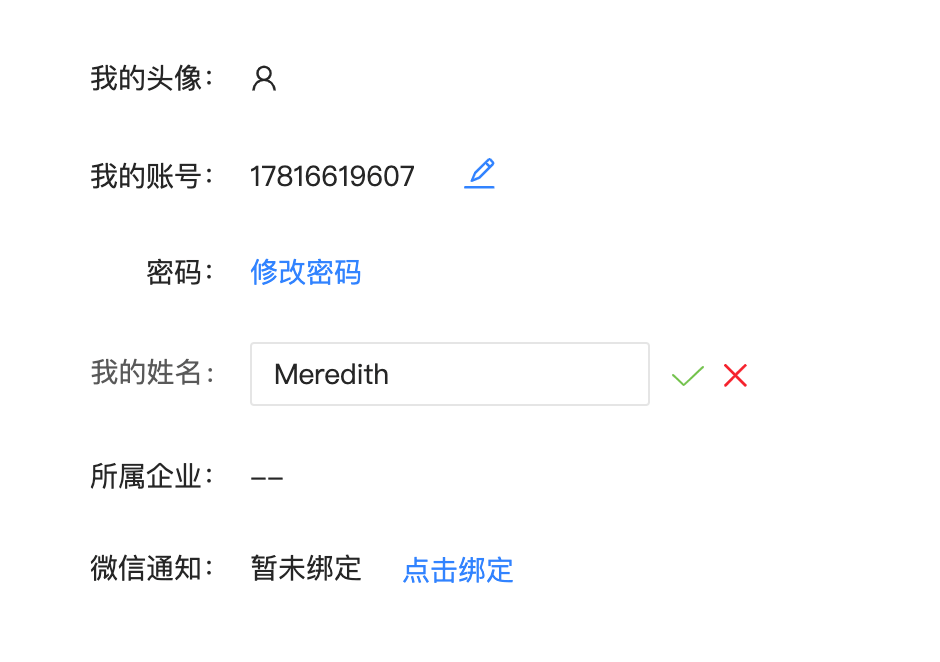 我的头像：
我的账号： 17816619607
密码： 修改密码
我的姓名： Meredith
所属企业： --
微信通知： 暂未绑定 点击绑定